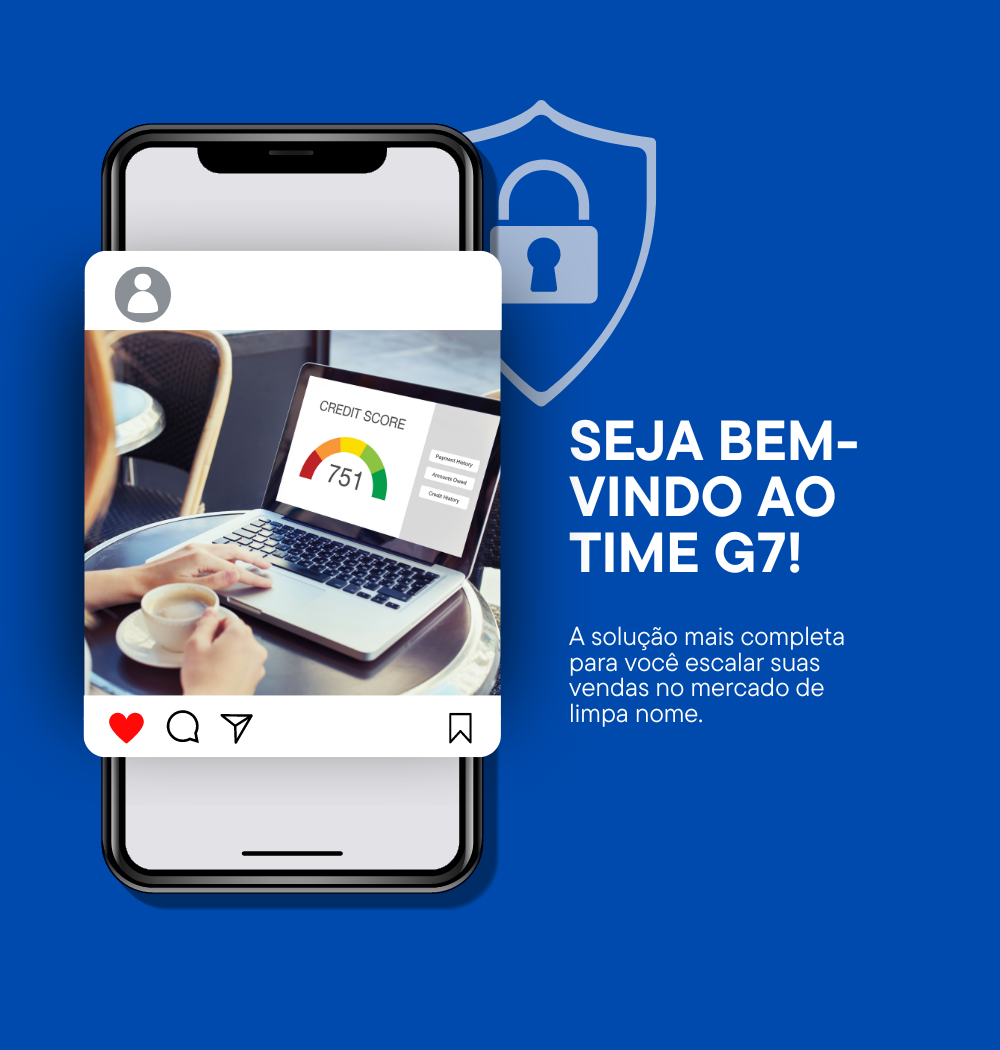 CREDIT SCORE
751
Payment History
Amounts Owed
Credit History
SEJA BEM-
VINDO AO
TIME G7!
A solução mais completa
para você escalar suas
vendas no mercado de
limpa nome.